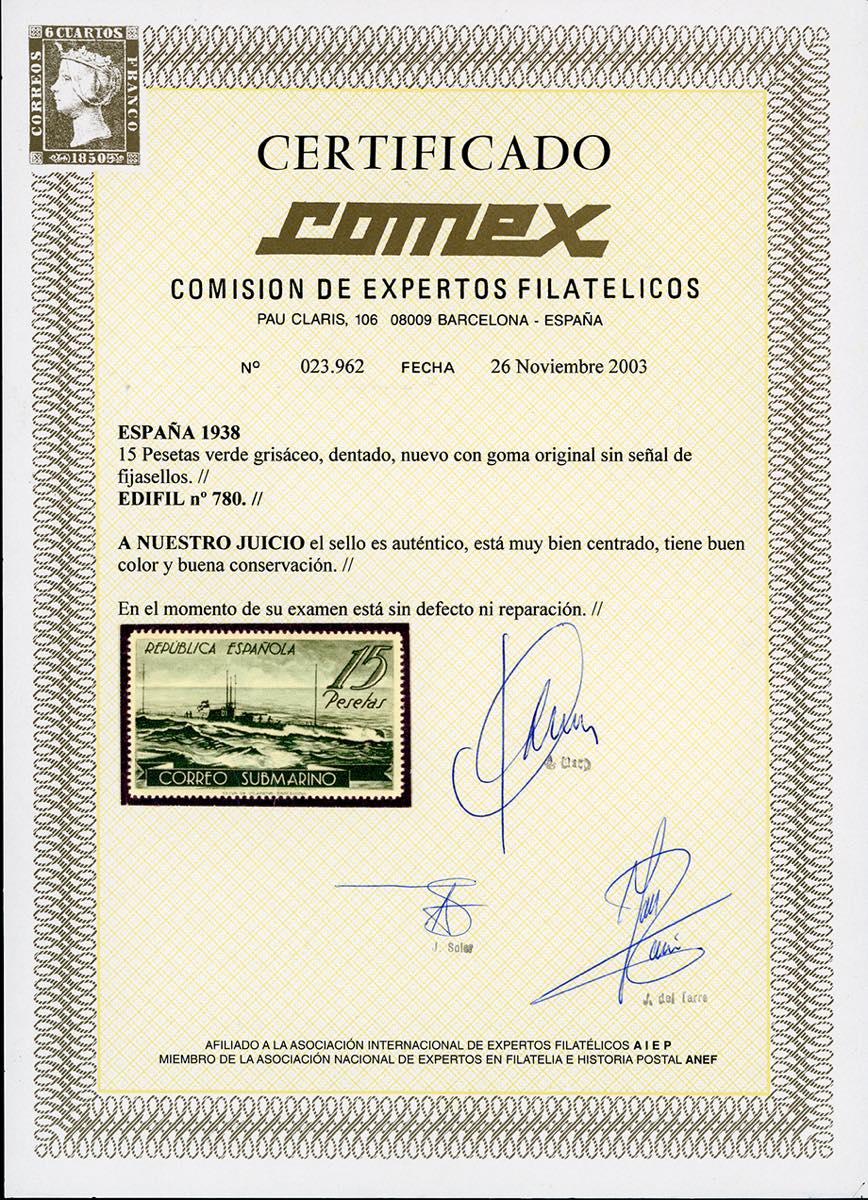 6 CUARTOS
CORREOS
FRANCO
1850
CERTIFICADO
comex
COMISION DE EXPERTOS FILATELICOS
PAU CLARIS, 106 08009 BARCELONA - ESPAÑA
Nº 023.962 FECHA 26 Noviembre 2003
ESPAÑA 1938
15 Pesetas verde grisáceo, dentado, nuevo con goma original sin señal de
fijasellos. //
EDIFIL nº 780. //
A NUESTRO JUICIO el sello es auténtico, está muy bien centrado, tiene buen
color y buena conservación. //
En el momento de su examen está sin defecto ni reparación. //
REPÚBLICA ESPAÑOLA
15
Pesetas
CORREO SUBMARINO
J. Soler
J. del Tarre
AFILIADO A LA ASOCIACIÓN INTERNACIONAL DE EXPERTOS FILATÉLICOS A I E P
MIEMBRO DE LA ASOCIACIÓN NACIONAL DE EXPERTOS EN FILATELIA E HISTORIA POSTAL ANEF